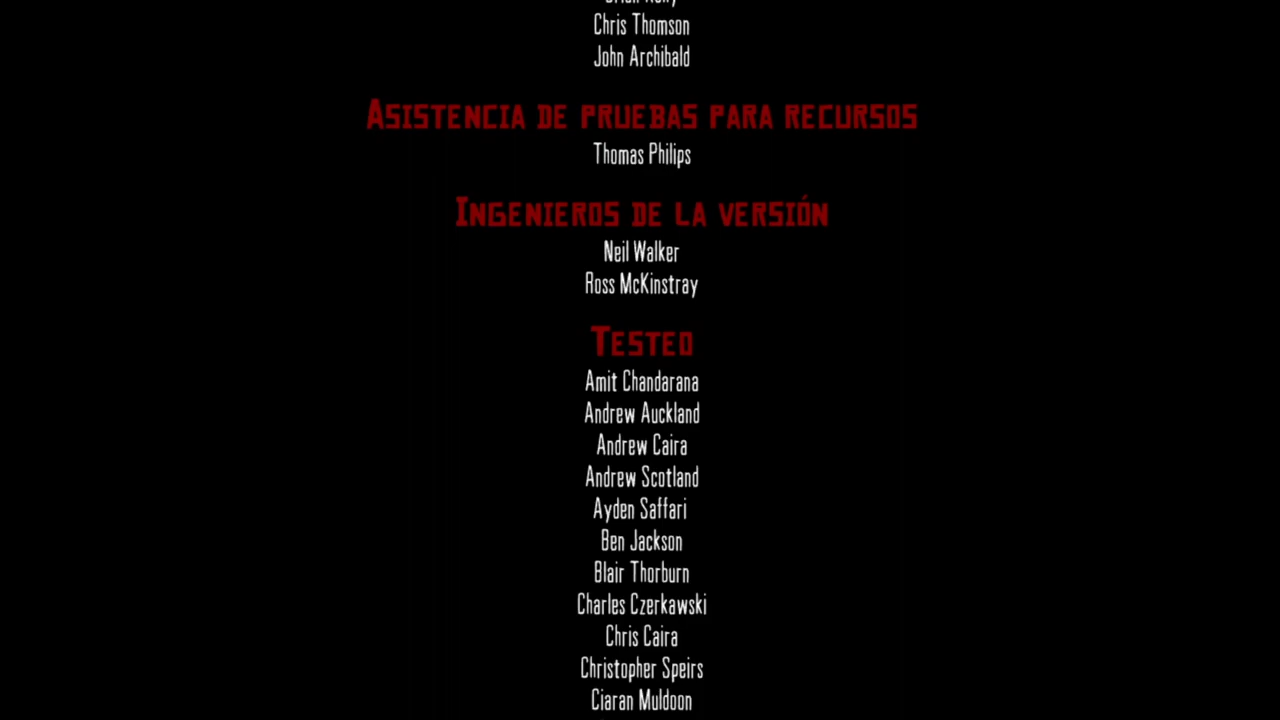 Chris Thomson
John Archibald
Asistencia de pruebas para recursos
Thomas Philips
Ingenieros de la versión
Neil Walker
Ross McKinstray
Testeo
Amit Chandarana
Andrew Auckland
Andrew Caira
Andrew Scotland
Ayden Saffari
Ben Jackson
Blair Thorburn
Charles Czerkawski
Chris Caira
Christopher Speirs
Ciaran Muldoon